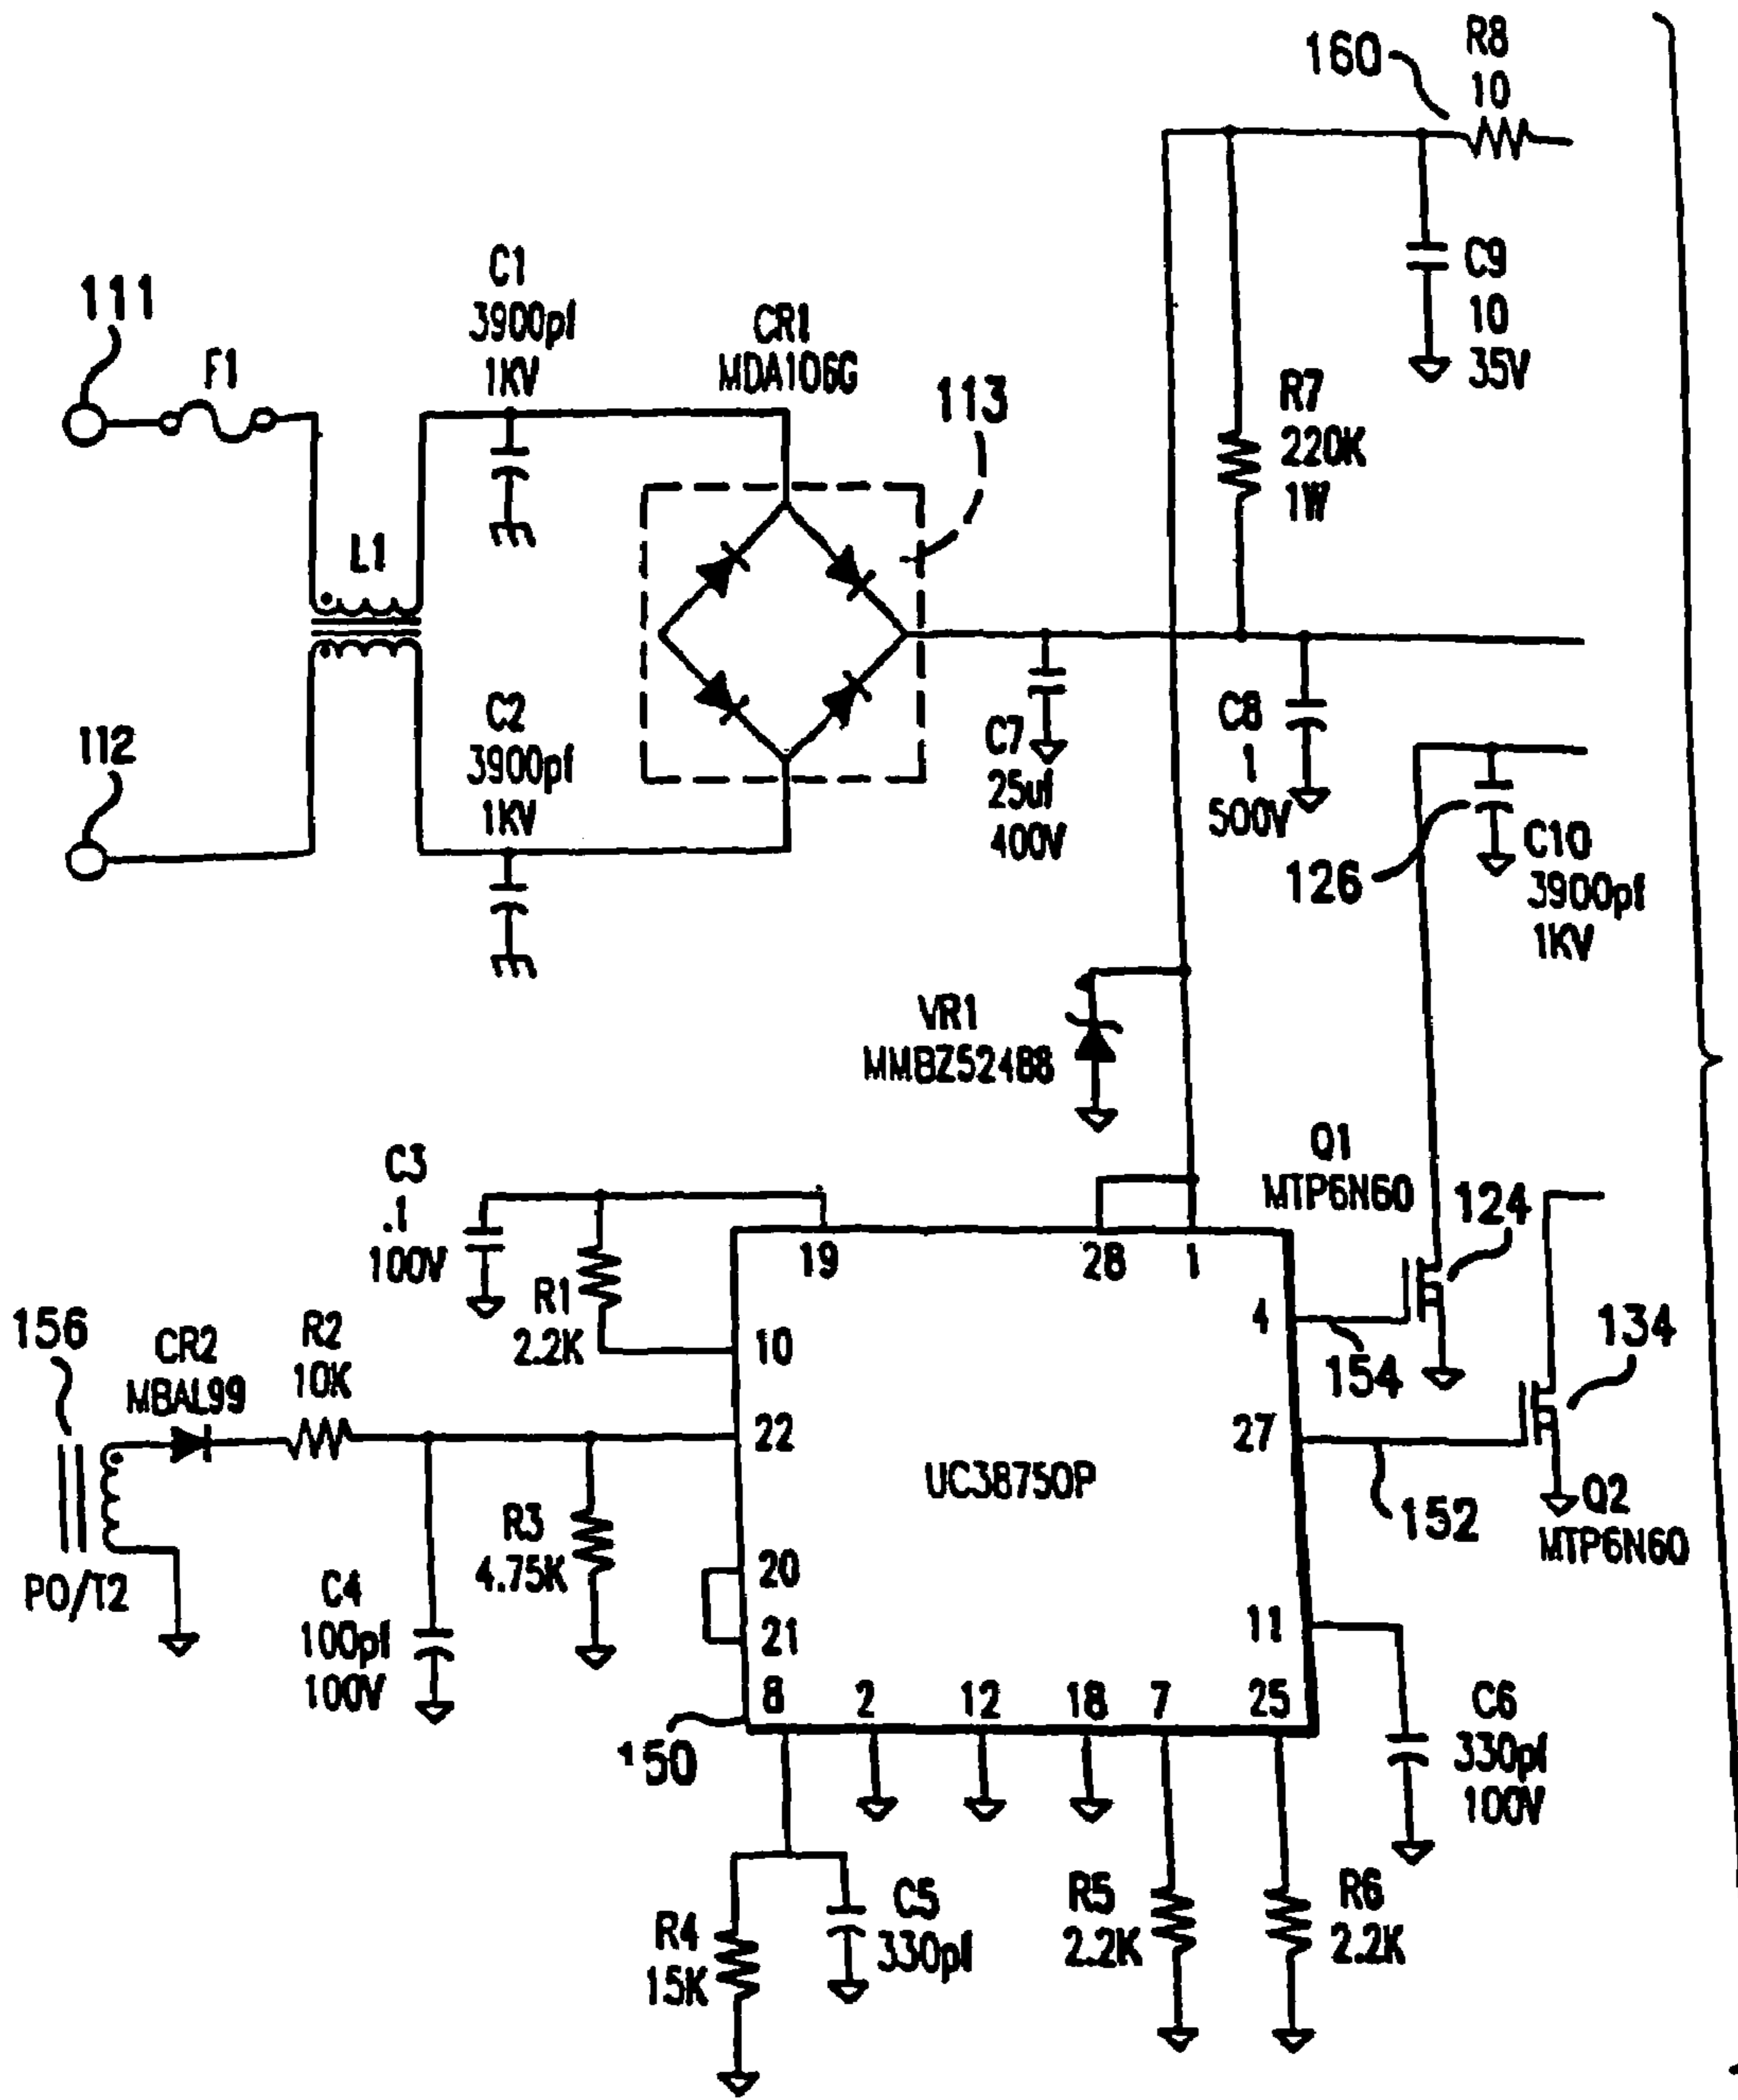 160
R8
10
C9
10
35V
111
F1
C1
3900pf
1KV
CR1
MDA106G
113
R7
220K
1W
L1
112
C2
3900pf
1KV
C7
25uf
400V
C8
1
500V
126
C10
3900pf
1KV
VR1
MMBZ5248B
Q1
MTP6N60
124
C3
.1
100V
R1
2.2K
19
28
1
4
154
134
156
CR2
MBAL99
R2
10K
10
22
27
152
UC3875QP
Q2
MTP6N60
R3
4.75K
PO/T2
C4
100pf
100V
20
21
8
2
12
18
7
25
11
150
C6
330pf
100V
R4
15K
C5
330pf
R5
2.2K
R6
2.2K